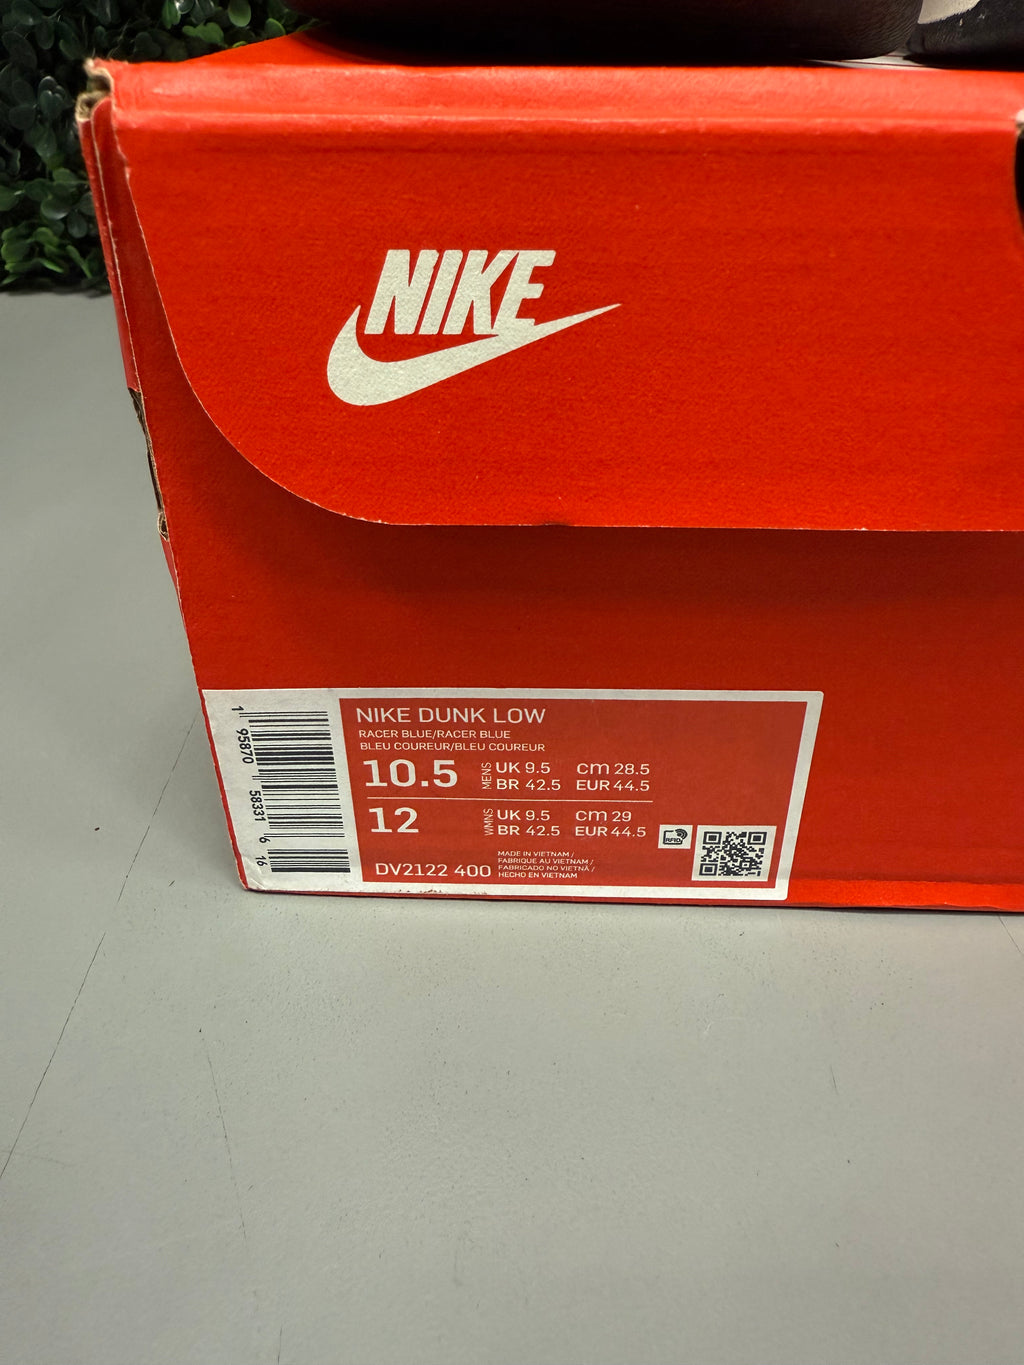 NIKE
NIKE DUNK LOW
RACER BLUE/RACER BLUE
BLEU COUREUR/BLEU COUREUR
10.5 MENS UK 9.5 cm 28.5
BR 42.5 EUR 44.5
12 WMNS UK 9.5 cm 29
BR 42.5 EUR 44.5
RFID
DV2122 400
MADE IN VIETNAM /
FABRIQUE AU VIETNAM /
FABRICADO NO VIETNÃ /
HECHO EN VIETNAM
1 95870 58331 6 16